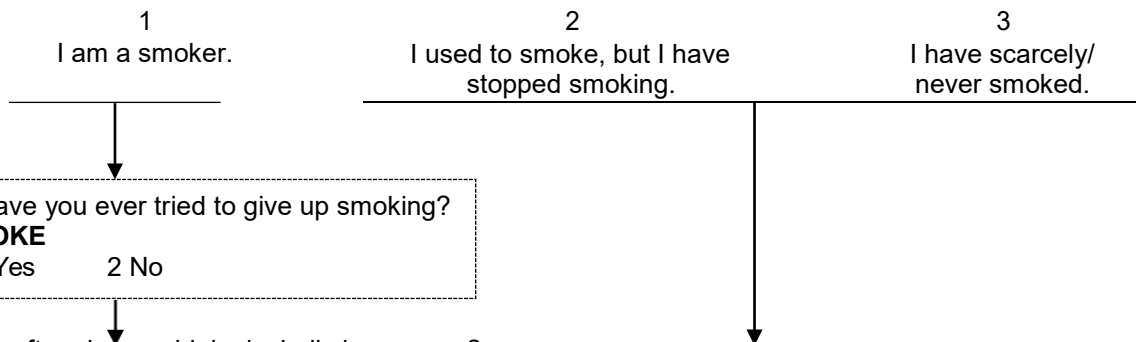 1
I am a smoker.
2
I used to smoke, but I have
stopped smoking.
3
I have scarcely/
never smoked.
ave you ever tried to give up smoking?
OKE
Yes 2 No